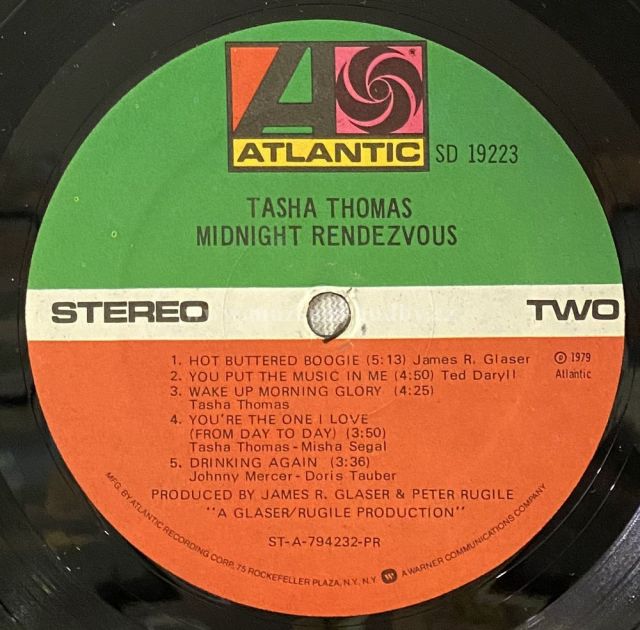 ATLANTIC SD 19223
TASHA THOMAS
MIDNIGHT RENDEZVOUS
STEREO TWO
1. HOT BUTTERED BOOGIE (5:13) James R. Glaser
2. YOU PUT THE MUSIC IN ME (4:50) Ted Daryll
3. WAKE UP MORNING GLORY (4:25)
Tasha Thomas
4. YOU'RE THE ONE I LOVE
(FROM DAY TO DAY) (3:50)
Tasha Thomas-Misha Segal
5. DRINKING AGAIN (3:36)
Johnny Mercer-Doris Tauber
℗ 1979
Atlantic
PRODUCED BY JAMES R. GLASER & PETER RUGILE
"A GLASER/RUGILE PRODUCTION"
ST-A-794232-PR
MFG. BY ATLANTIC RECORDING CORP. 75 ROCKEFELLER PLAZA, N.Y. N.Y. A WARNER COMMUNICATIONS COMPANY